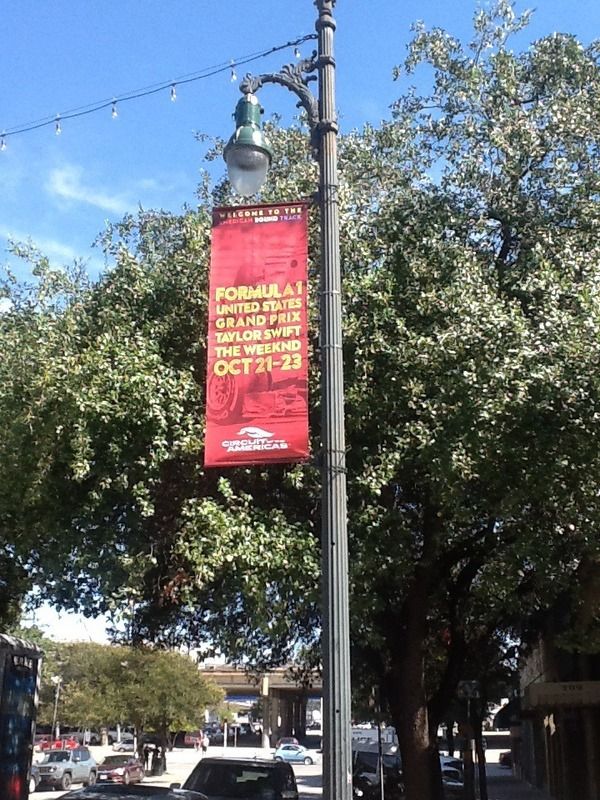 WELCOME TO THE
AMERICAN SOUND TRACK
FORMULA 1
UNITED STATES
GRAND PRIX
TAYLOR SWIFT
THE WEEKND
OCT 21-23
CIRCUIT OF THE
AMERICAS
209